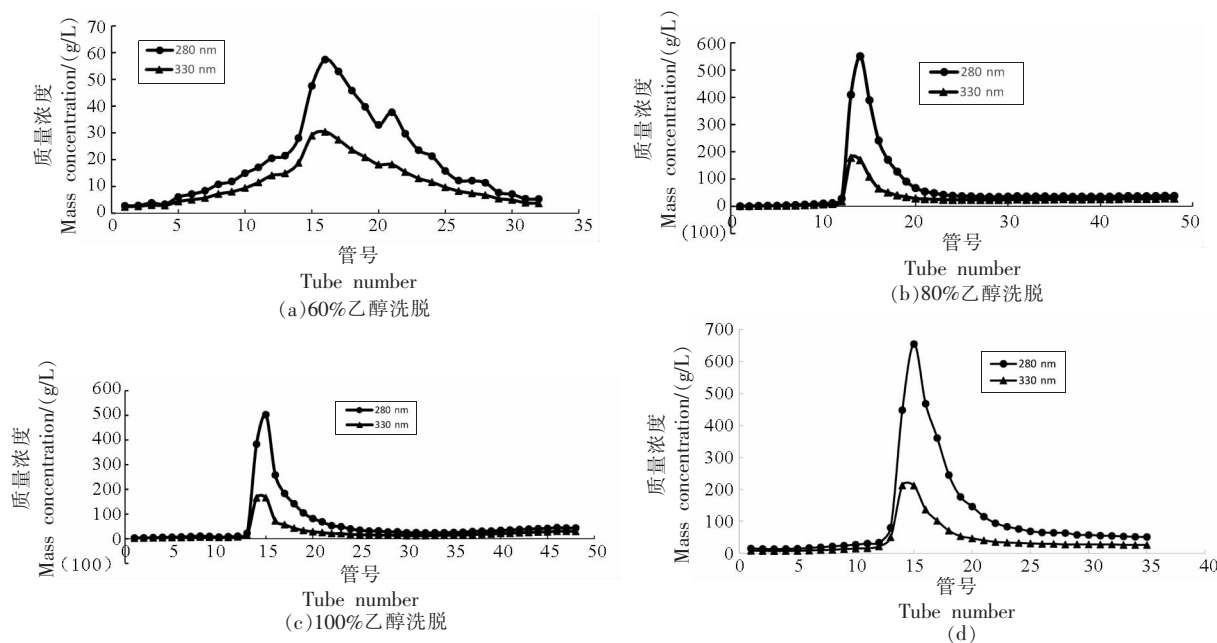 70
60
50
40
30
20
10
0
质量浓度
Mass concentration/(g/L)
280 nm
330 nm
0 5 10 15 20 25 30 35
管号
Tube number
(a)60%乙醇洗脱
600
500
400
300
200
100
0
(100)
质量浓度
Mass concentration/(g/L)
280 nm
330 nm
0 10 20 30 40 50
管号
Tube number
(b)80%乙醇洗脱
600
500
400
300
200
100
0
(100)
质量浓度
Mass concentration/(g/L)
280 nm
330 nm
0 5 10 15 20 25 30 35 40 45 50
管号
Tube number
(c)100%乙醇洗脱
700
600
500
400
300
200
100
0
质量浓度
Mass concentration/(g/L)
280 nm
330 nm
0 5 10 15 20 25 30 35 40
管号
Tube number
(d)